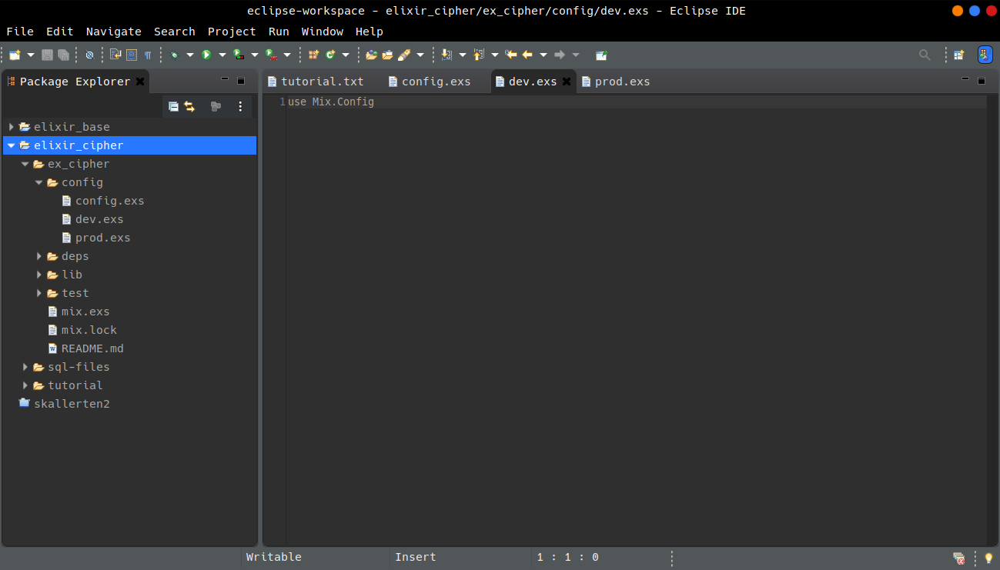 eclipse-workspace - elixir_cipher/ex_cipher/config/dev.exs - Eclipse IDE
File Edit Navigate Search Project Run Window Help
Package Explorer
tutorial.txt config.exs dev.exs prod.exs
1 use Mix.Config
elixir_base
elixir_cipher
ex_cipher
config
config.exs
dev.exs
prod.exs
deps
lib
test
mix.exs
mix.lock
README.md
sql-files
tutorial
skallerten2
Writable Insert 1 : 1 : 0